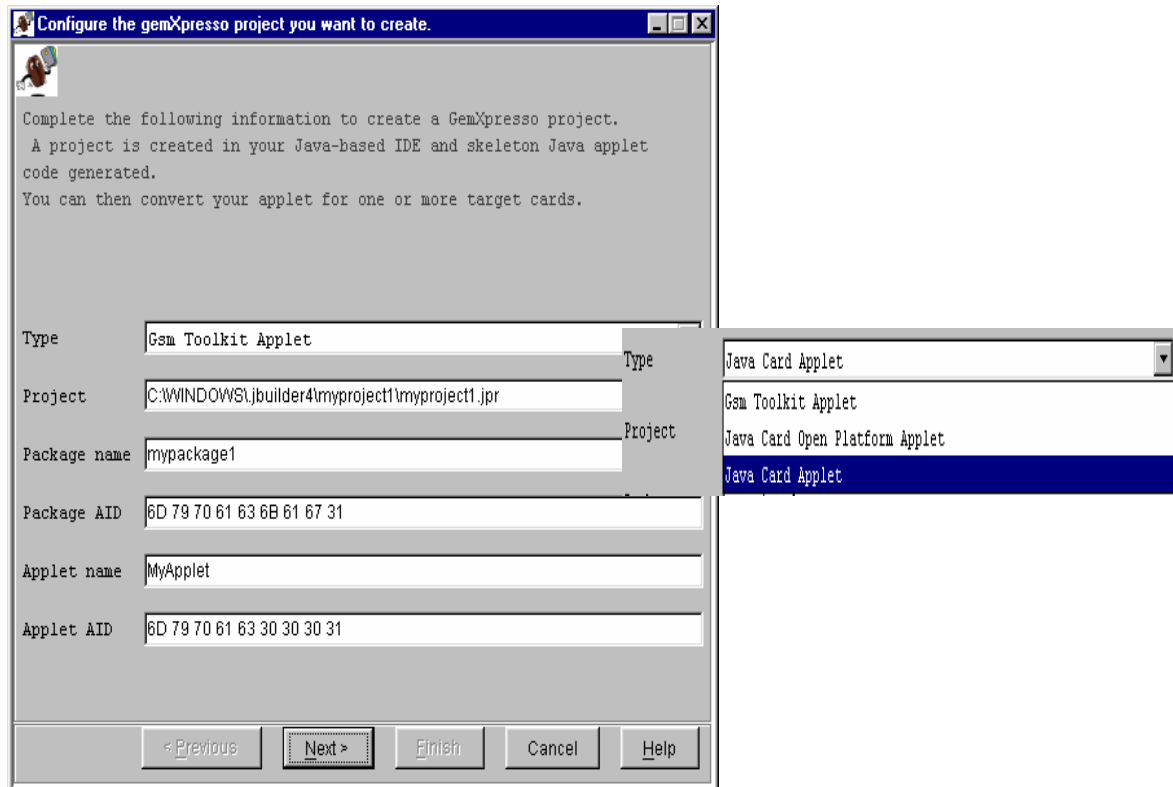 Configure the gemXpresso project you want to create.
Complete the following information to create a GemXpresso project.
A project is created in your Java-based IDE and skeleton Java applet
code generated.
You can then convert your applet for one or more target cards.
Type Gsm Toolkit Applet
Project C:\WINDOWS\.jbuilder4\myproject1\myproject1.jpr
Package name mypackage1
Package AID 6D 79 70 61 63 6B 61 67 31
Applet name MyApplet
Applet AID 6D 79 70 61 63 30 30 30 31
< Previous Next > Finish Cancel Help
Type Java Card Applet
Gsm Toolkit Applet
Project Java Card Open Platform Applet
Java Card Applet